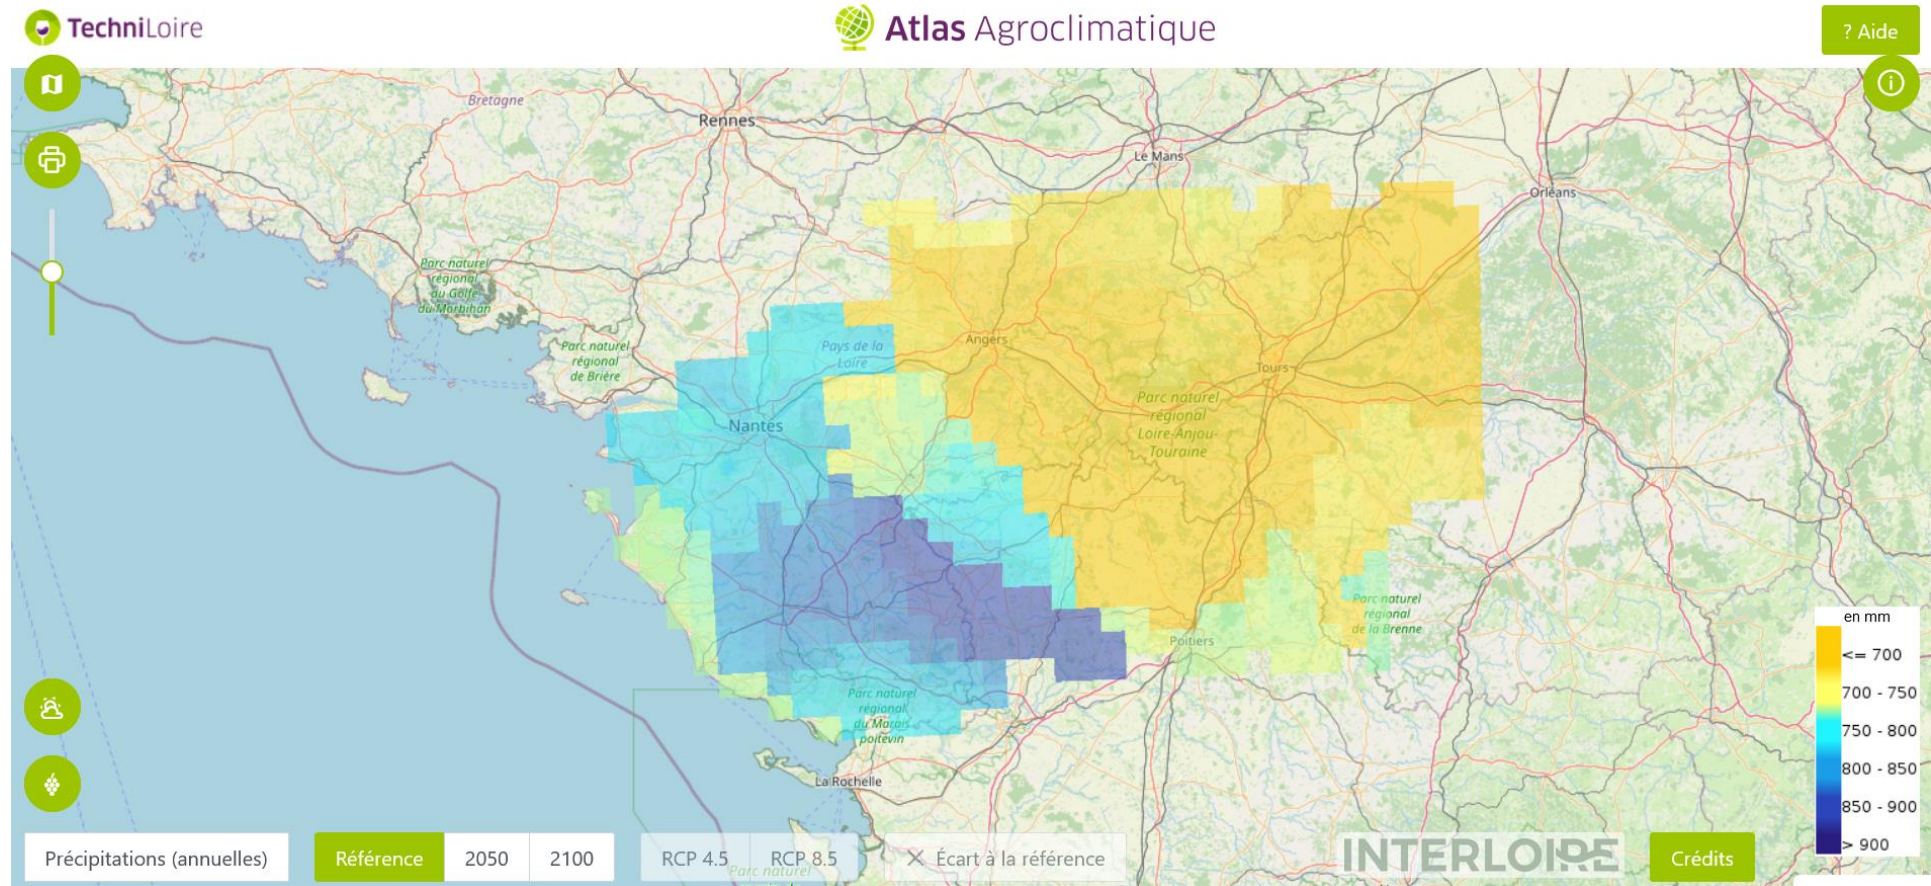 TechniLoire
Atlas Agroclimatique
? Aide
Bretagne
Rennes
Le Mans
Orléans
Parc naturel
régional
du Golfe
du Morbihan
Parc naturel
régional
de Brière
Pays de la
Loire
Angers
Tours
Parc naturel
régional
Loire-Anjou-
Touraine
Nantes
Parc naturel
régional
de la Brenne
Poitiers
Parc naturel
régional
du Marais
poitevin
La Rochelle
en mm
<= 700
700 - 750
750 - 800
800 - 850
850 - 900
> 900
Précipitations (annuelles)
Référence
2050
2100
RCP 4.5
RCP 8.5
Parc naturel
Écart à la référence
INTERLOIRE
Crédits